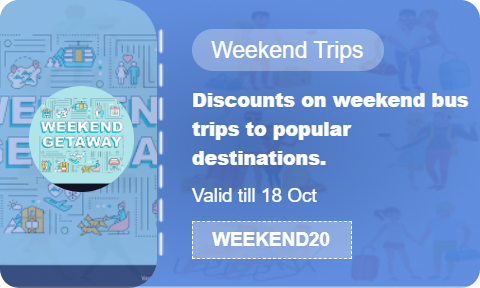 Weekend Trips
Discounts on weekend bus
trips to popular
destinations.
Valid till 18 Oct
WEEKEND20
WEEKEND
GETAWAY